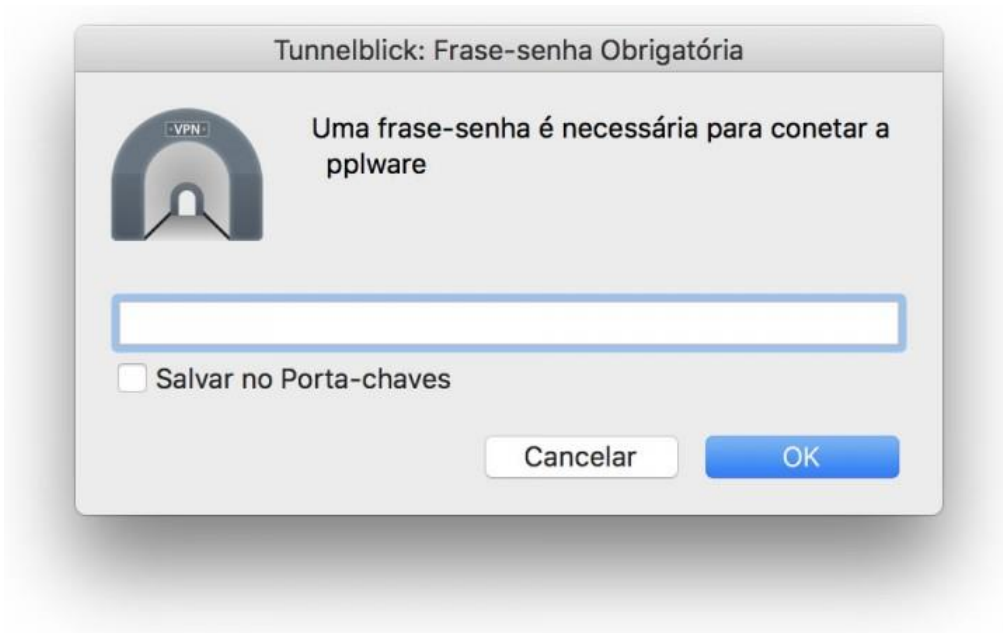 Tunnelblick: Frase-senha Obrigatória
VPN
Uma frase-senha é necessária para conetar a
pplware
Salvar no Porta-chaves
Cancelar
OK